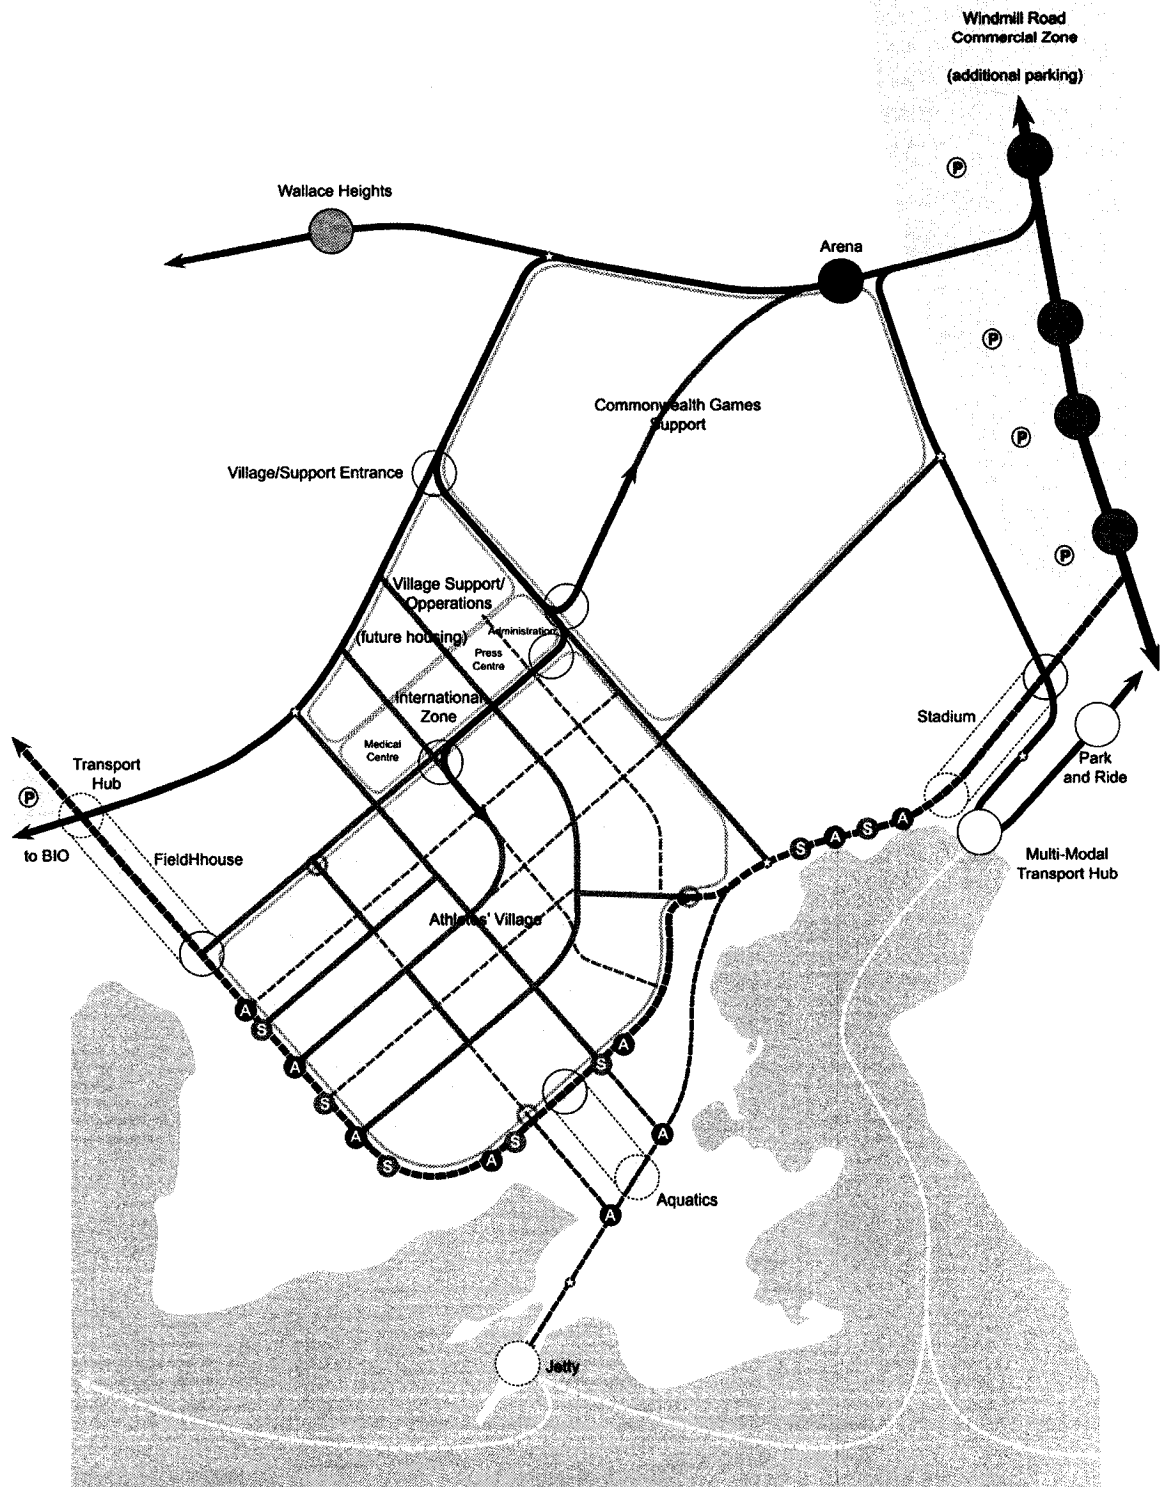 Windmill Road
Commercial Zone
(additional parking)
P
Wallace Heights
Arena
P
Commonwealth Games
Support
P
Village/Support Entrance
P
Village Support/
Opperations
(future housing)
Administration
Press
Centre
International
Zone
Stadium
Medical
Centre
Transport
Hub
Park
and Ride
P
to BIO
FieldHhouse
S
A
S
A
Multi-Modal
Transport Hub
Athletes' Village
A
S
A
S
A
S
A
S
S
A
A
A
Aquatics
Jetty